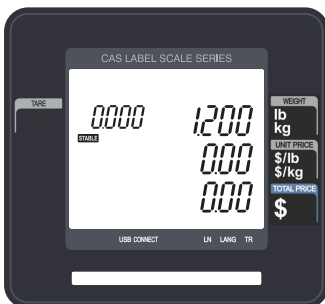 CAS LABEL SCALE SERIES
TARE
0.000
STABLE
1.200
0.00
0.00
WEIGHT
lb
kg
UNIT PRICE
$/lb
$/kg
TOTAL PRICE
$
USB CONNECT LN LANG TR